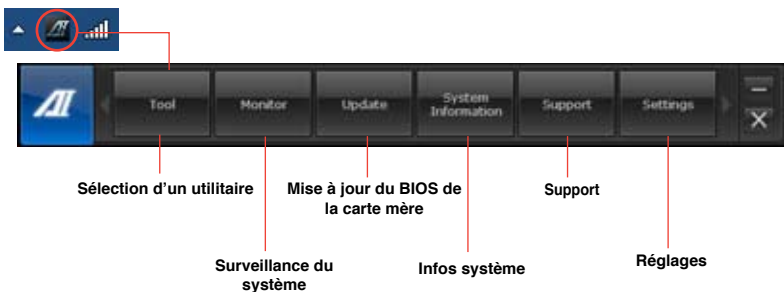 AI
Tool
Monitor
Update
System
Information
Support
Settings
Sélection d'un utilitaire
Mise à jour du BIOS de
la carte mère
Support
Surveillance du
système
Infos système
Réglages